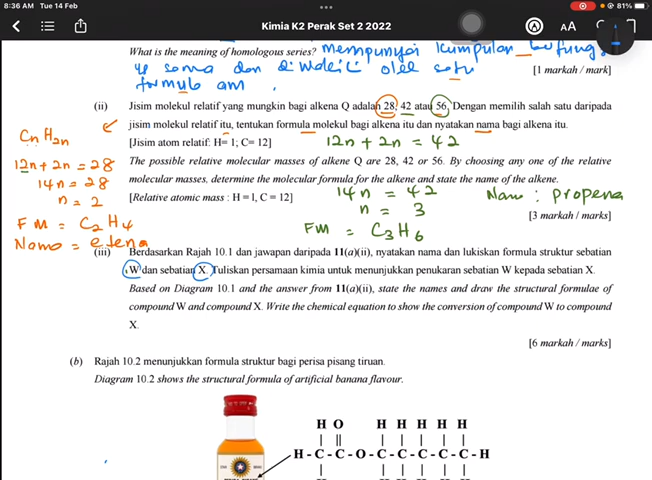 8:36 AM Tue 14 Feb
81%
Kimia K2 Perak Set 2 2022
AA
What is the meaning of homologous series? mempunyai kumpulan berfungsi
yg sama dan diwakili oleh satu
[1 markah / mark]
formula am
(ii) Jisim molekul relatif yang mungkin bagi alkena Q adalah 28, 42 atau 56. Dengan memilih salah satu daripada
jisim molekul relatif itu, tentukan formula molekul bagi alkena itu dan nyatakan nama bagi alkena itu.
CnH2n
[Jisim atom relatif: H= 1; C= 12]
12n + 2n = 42
12n + 2n = 28
The possible relative molecular masses of alkene Q are 28, 42 or 56. By choosing any one of the relative
molecular masses, determine the molecular formula for the alkene and state the name of the alkene.
14n = 28
14n = 42
[Relative atomic mass : H = 1, C = 12]
Nama : propena
n = 2
n = 3
[3 markah / marks]
FM = C2H4
FM = C3H6
Nama = etena
(iii) Berdasarkan Rajah 10.1 dan jawapan daripada 11(a)(ii), nyatakan nama dan lukiskan formula struktur sebatian
W dan sebatian X. Tuliskan persamaan kimia untuk menunjukkan penukaran sebatian W kepada sebatian X.
Based on Diagram 10.1 and the answer from 11(a)(ii), state the names and draw the structural formulae of
compound W and compound X. Write the chemical equation to show the conversion of compound W to compound
X.
[6 markah / marks]
(b) Rajah 10.2 menunjukkan formula struktur bagi perisa pisang tiruan.
Diagram 10.2 shows the structural formula of artificial banana flavour.
H O H H H H H
H - C - C - O - C - C - C - C - C - H